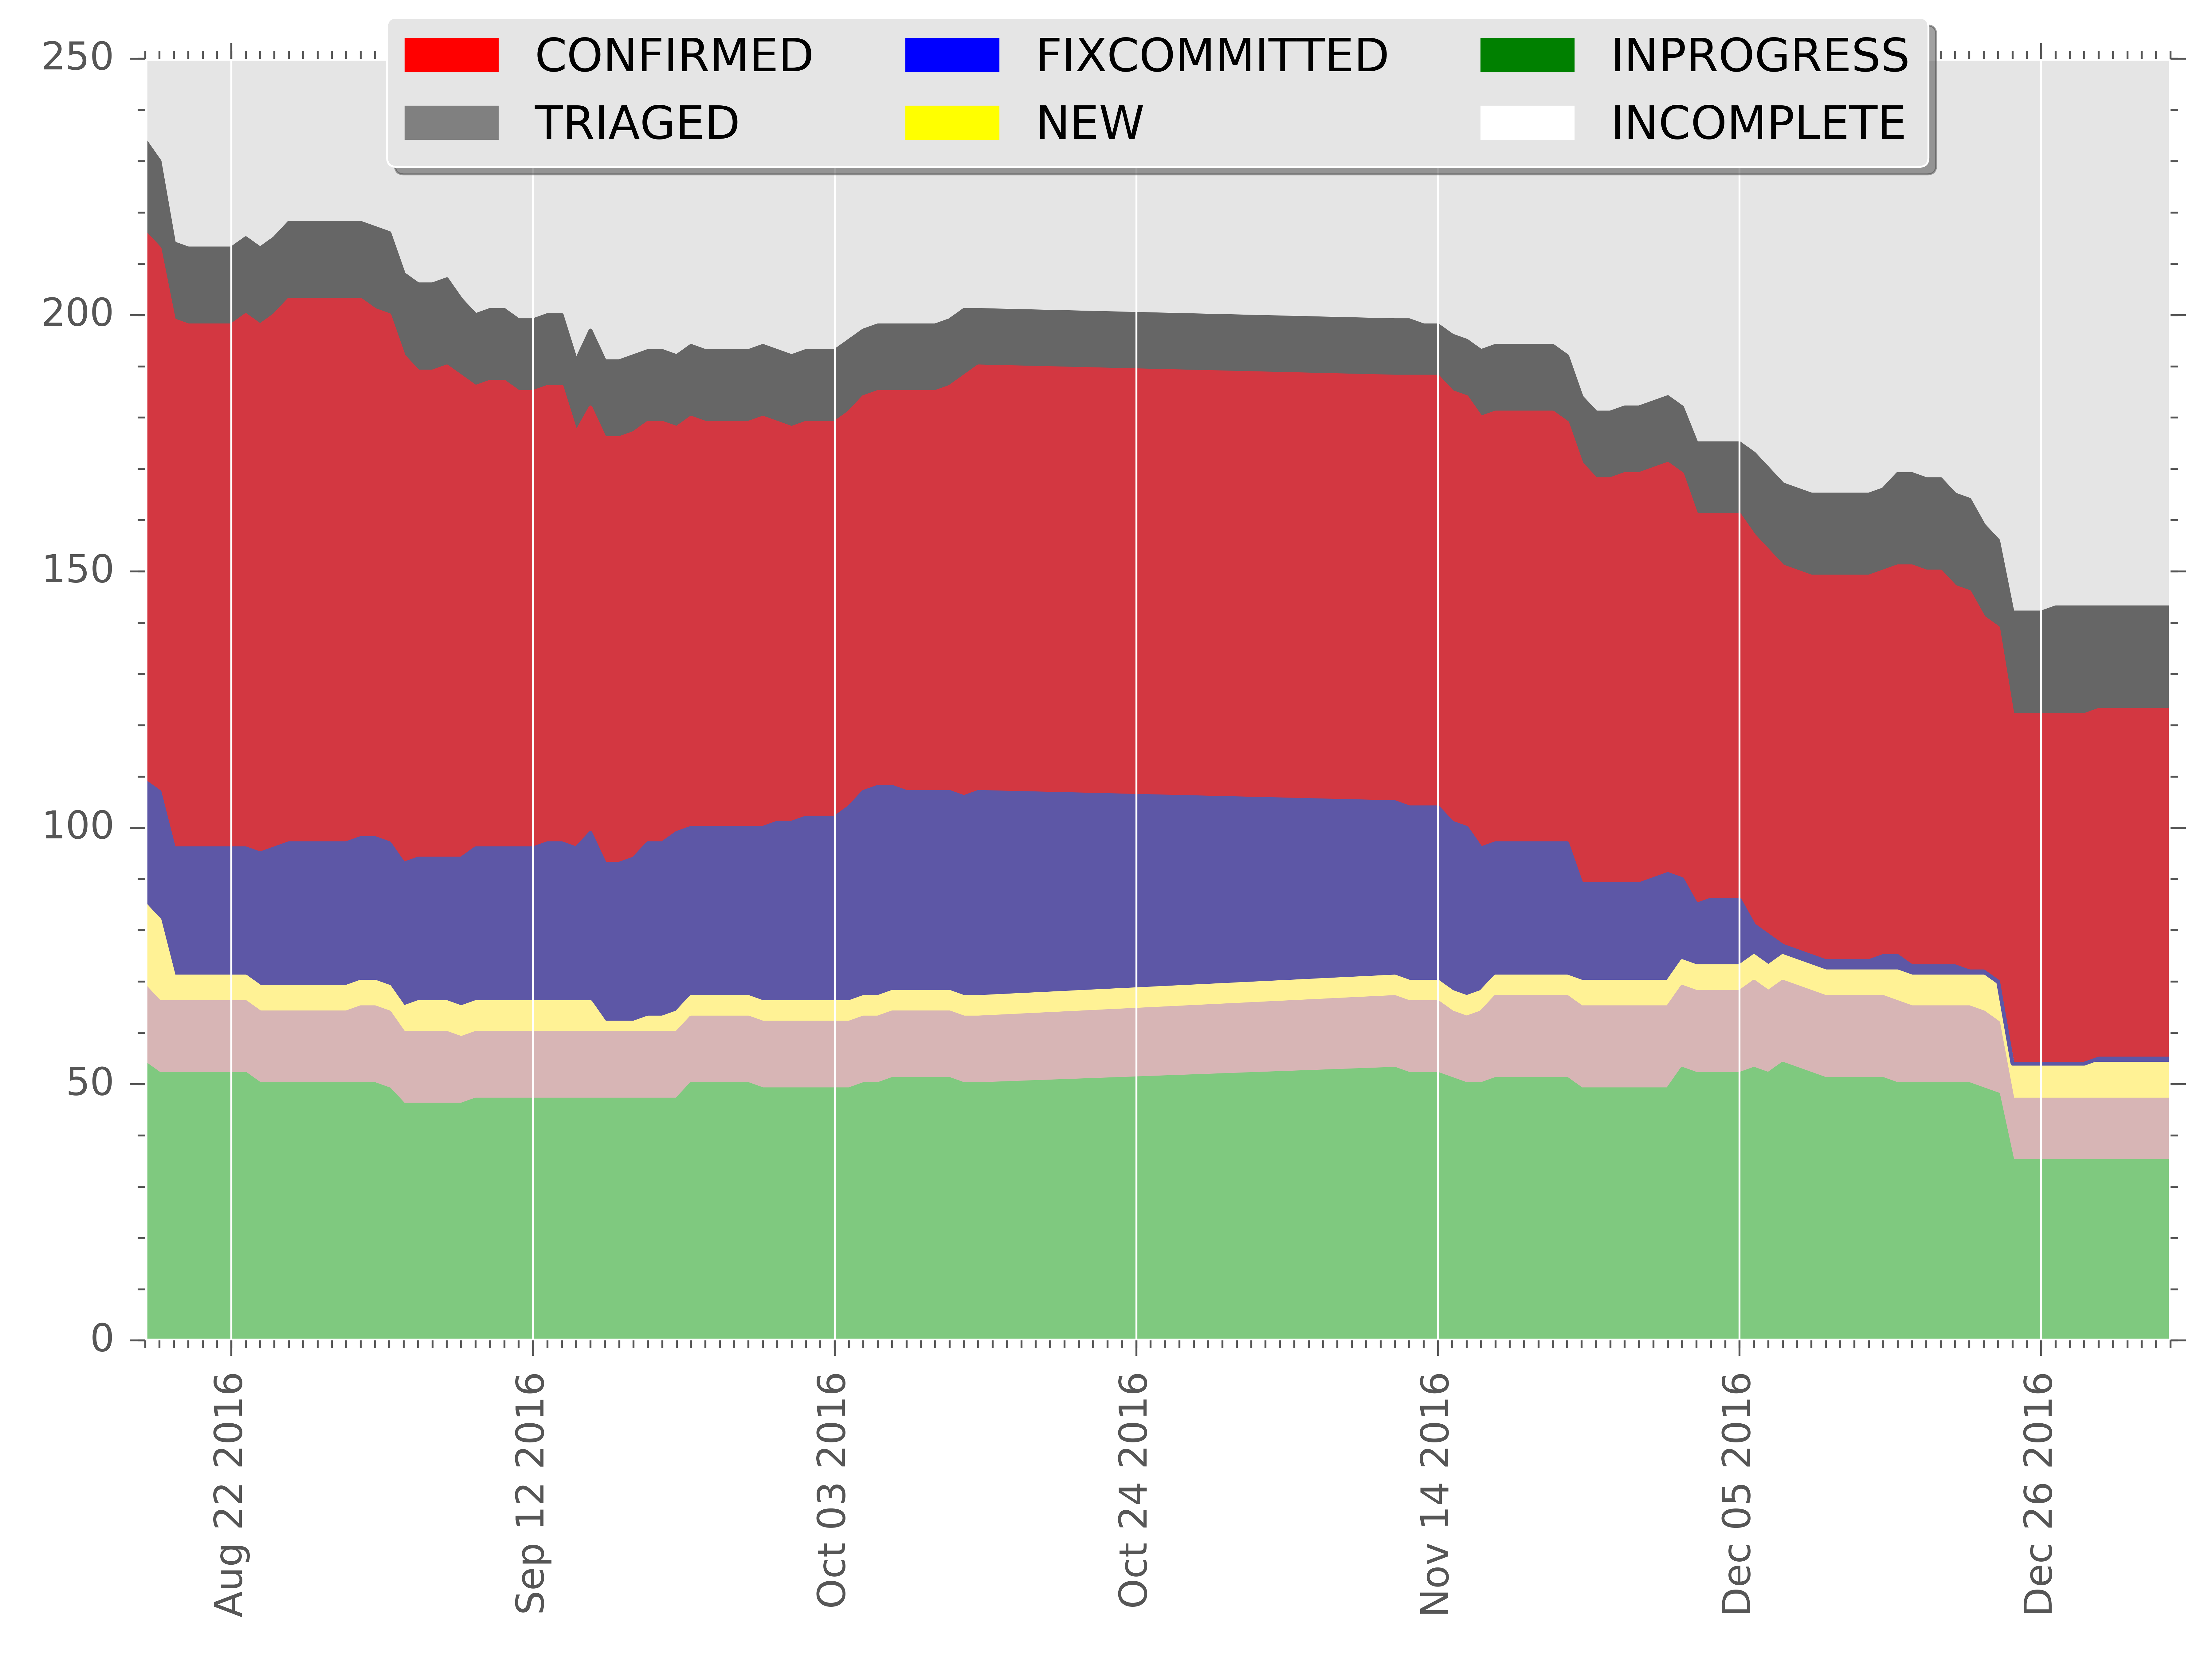 CONFIRMED FIXCOMMITTED INPROGRESS
TRIAGED NEW INCOMPLETE
250
200
150
100
50
0
Aug 22 2016
Sep 12 2016
Oct 03 2016
Oct 24 2016
Nov 14 2016
Dec 05 2016
Dec 26 2016